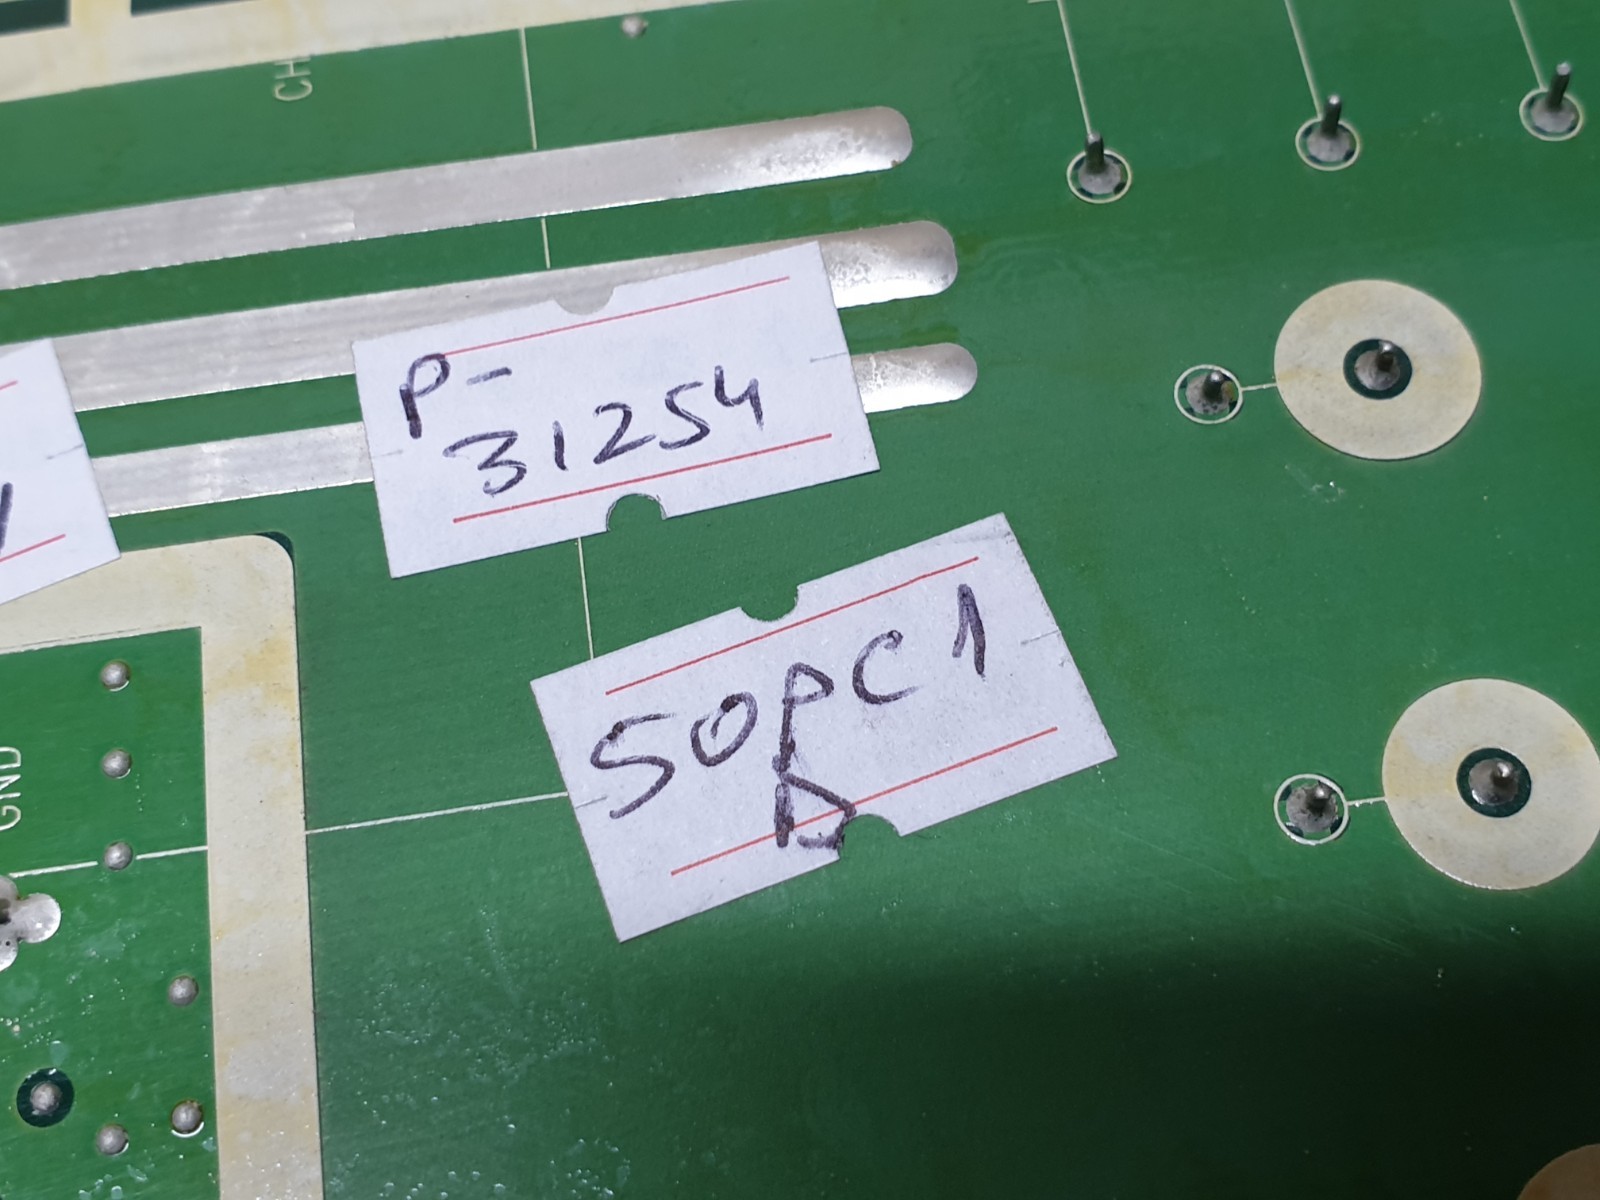 CH
P-
31254
50PC1
D
GND